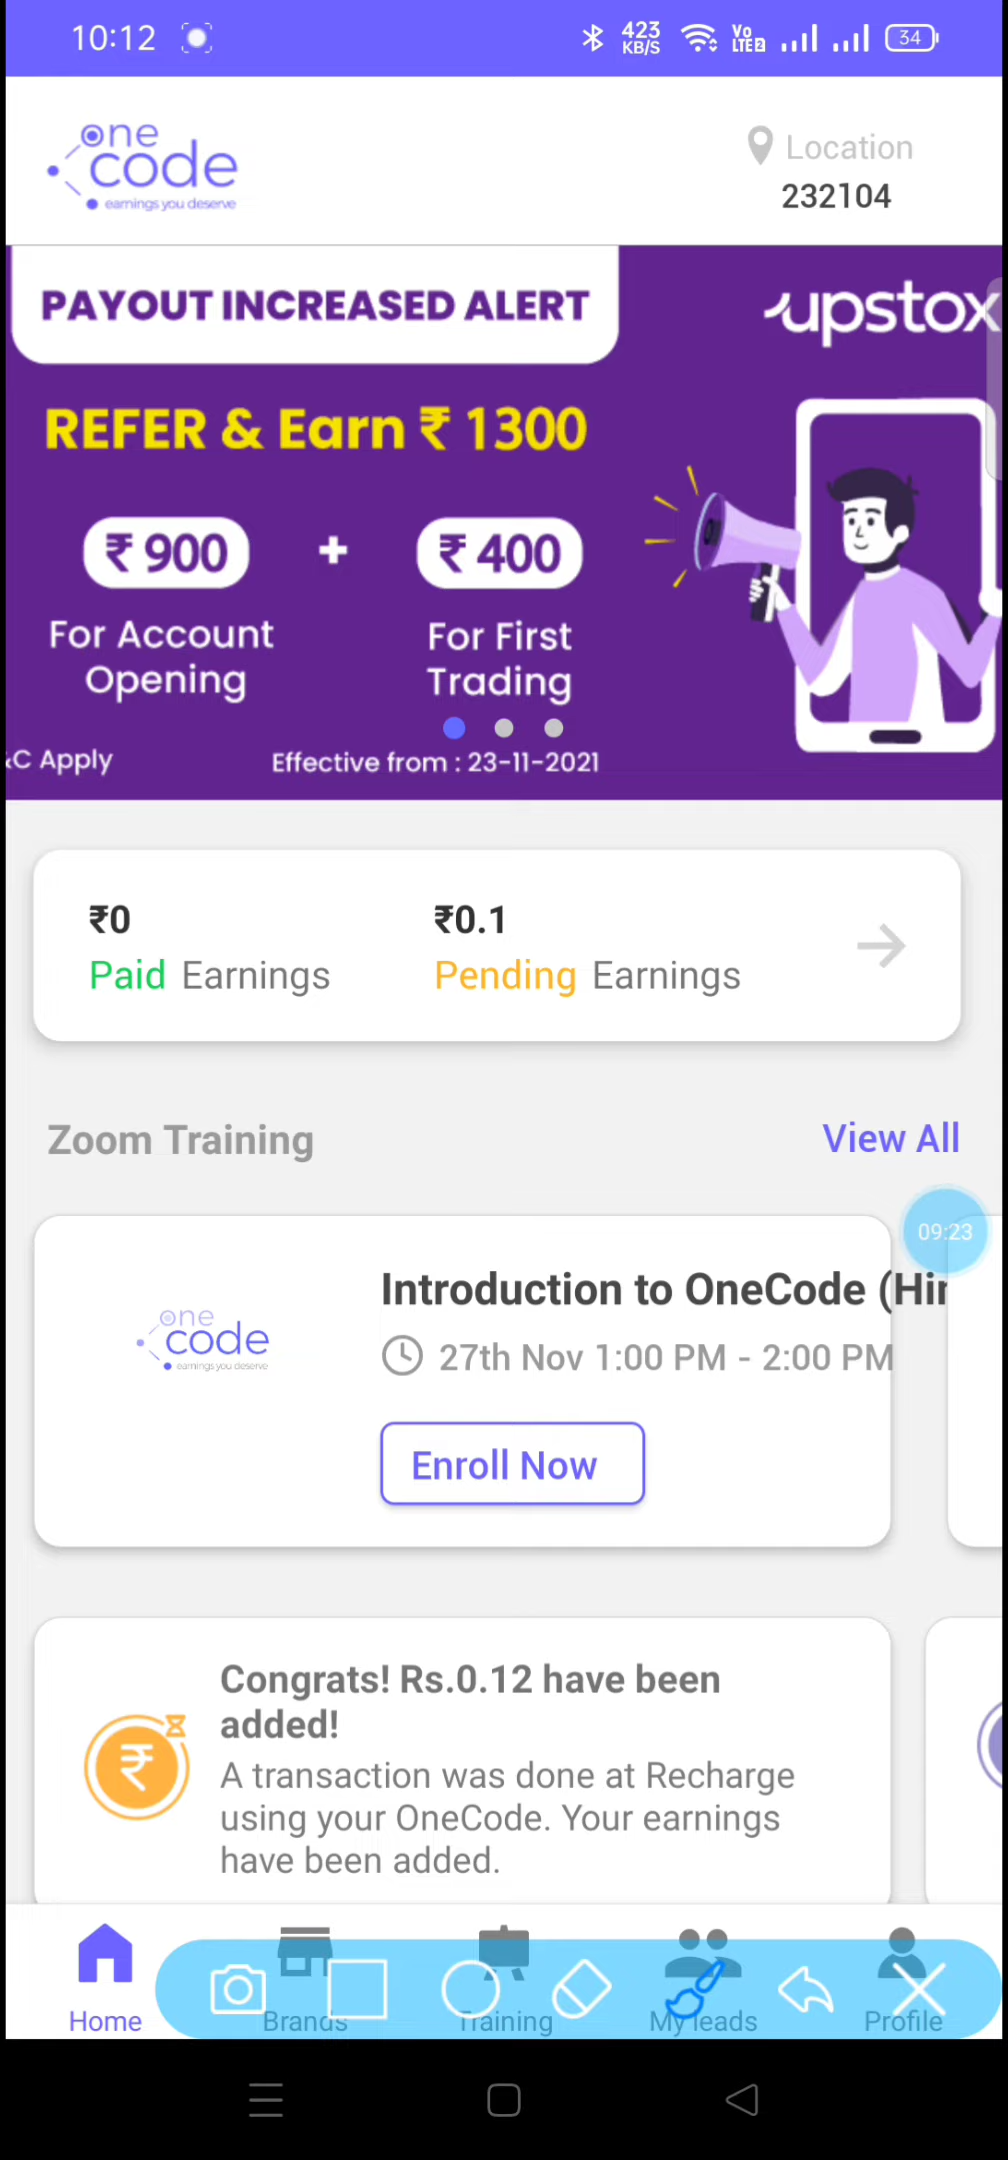 10:12 423 KB/S Vo LTE2 34
one code
earnings you deserve
Location
232104
PAYOUT INCREASED ALERT
upstox
REFER & Earn ₹ 1300
₹ 900 + ₹ 400
For Account Opening
For First Trading
C Apply
Effective from : 23-11-2021
₹0
Paid Earnings
₹0.1
Pending Earnings
Zoom Training
View All
09:23
one code
earnings you deserve
Introduction to OneCode (Hin
27th Nov 1:00 PM - 2:00 PM
Enroll Now
Congrats! Rs.0.12 have been
added!
A transaction was done at Recharge
using your OneCode. Your earnings
have been added.
Home Brands Training My leads Profile